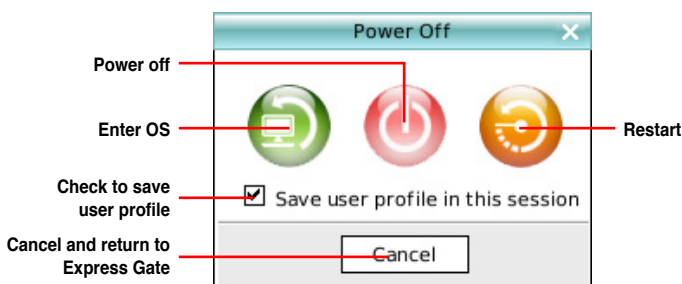 Power Off
Power off
Enter OS
Restart
Check to save
user profile
Save user profile in this session
Cancel and return to
Express Gate
Cancel